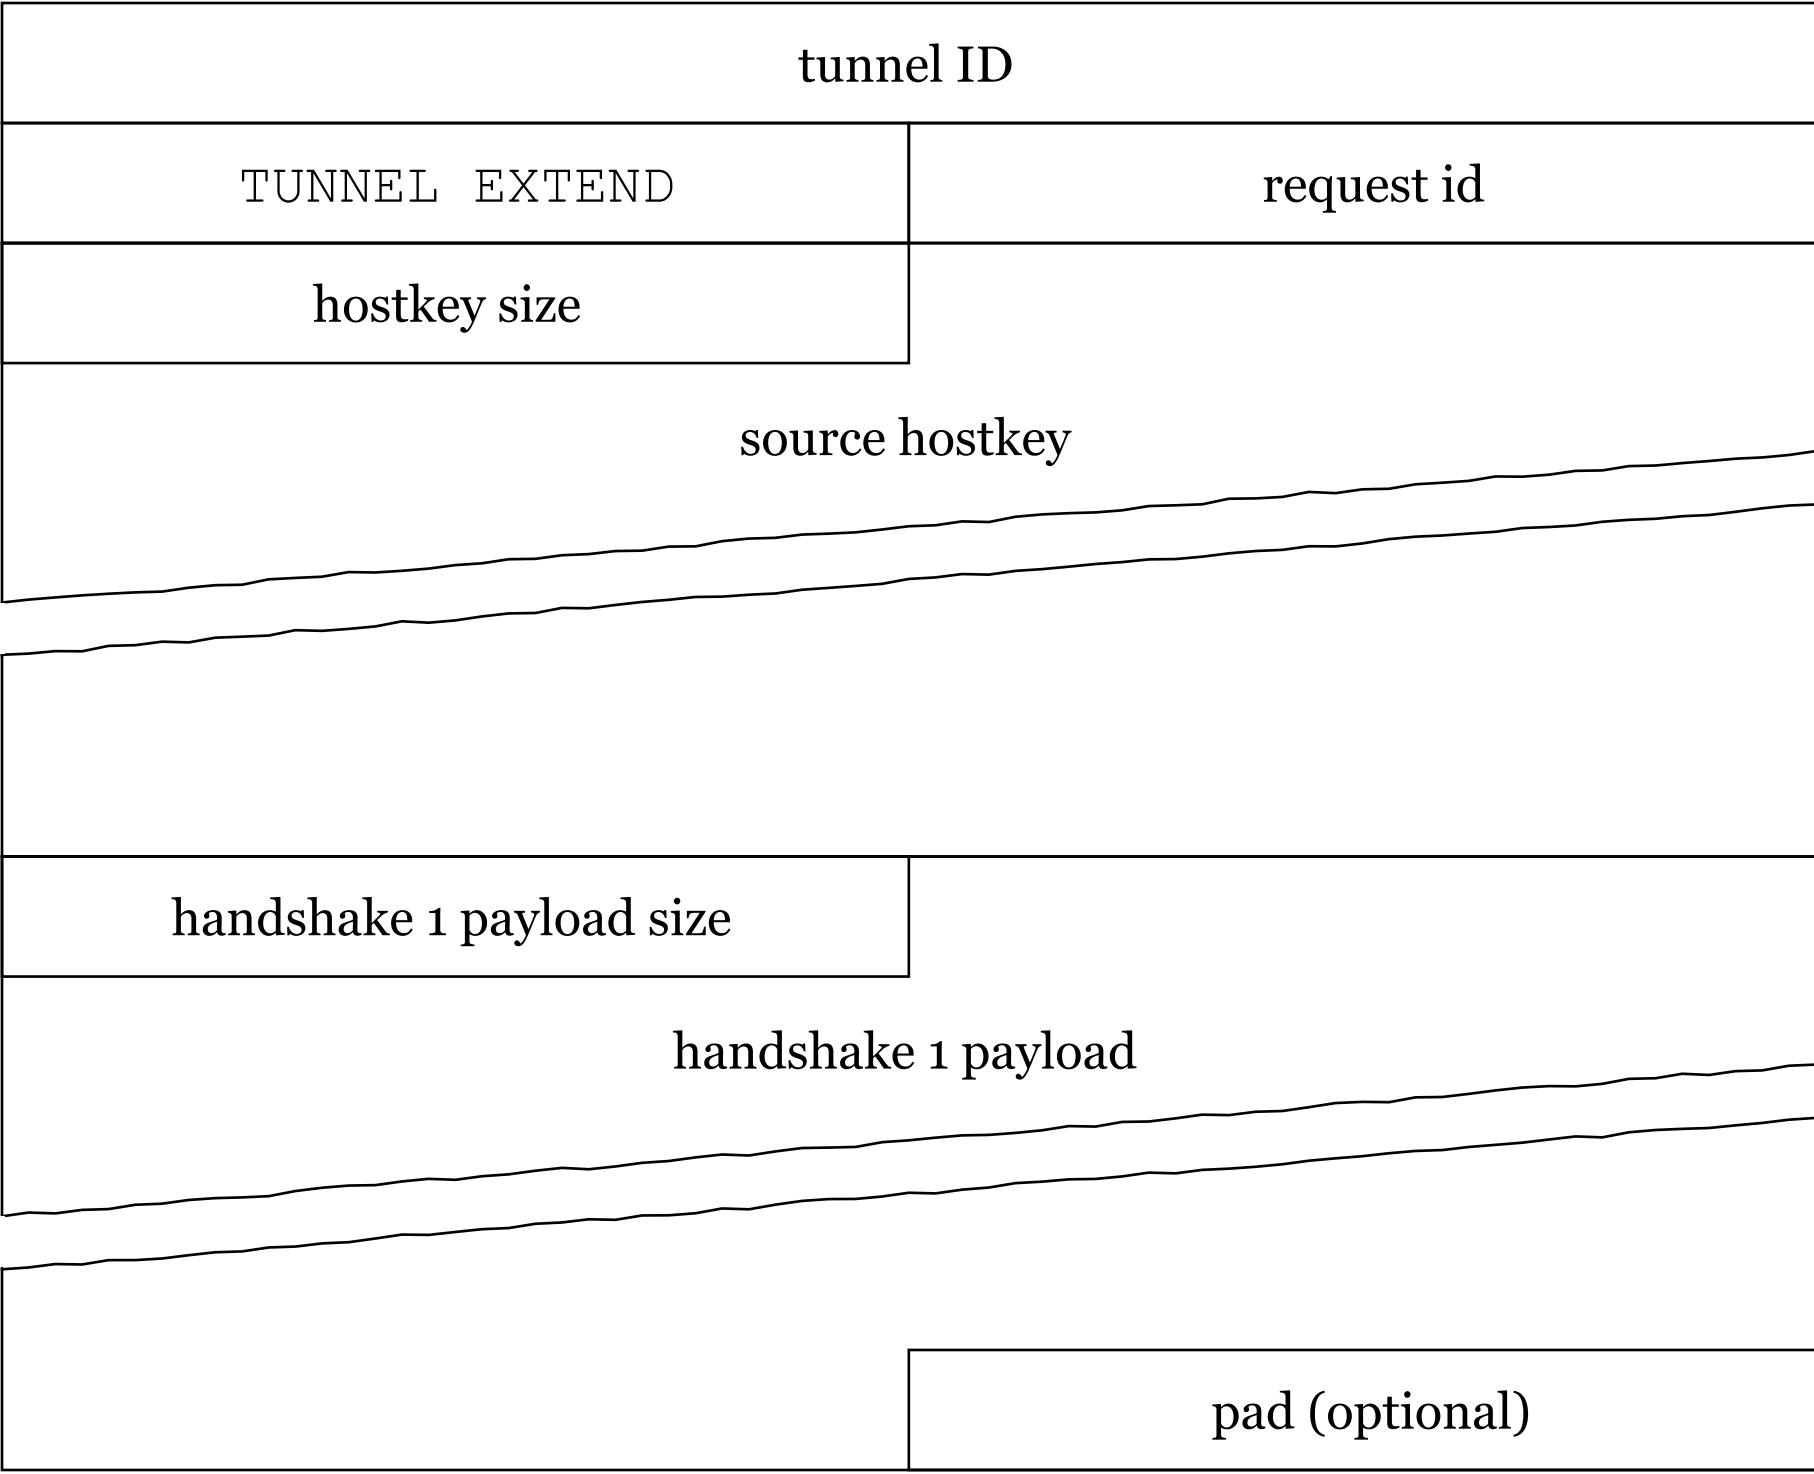 tunnel ID
TUNNEL EXTEND
request id
hostkey size
source hostkey
handshake 1 payload size
handshake 1 payload
pad (optional)